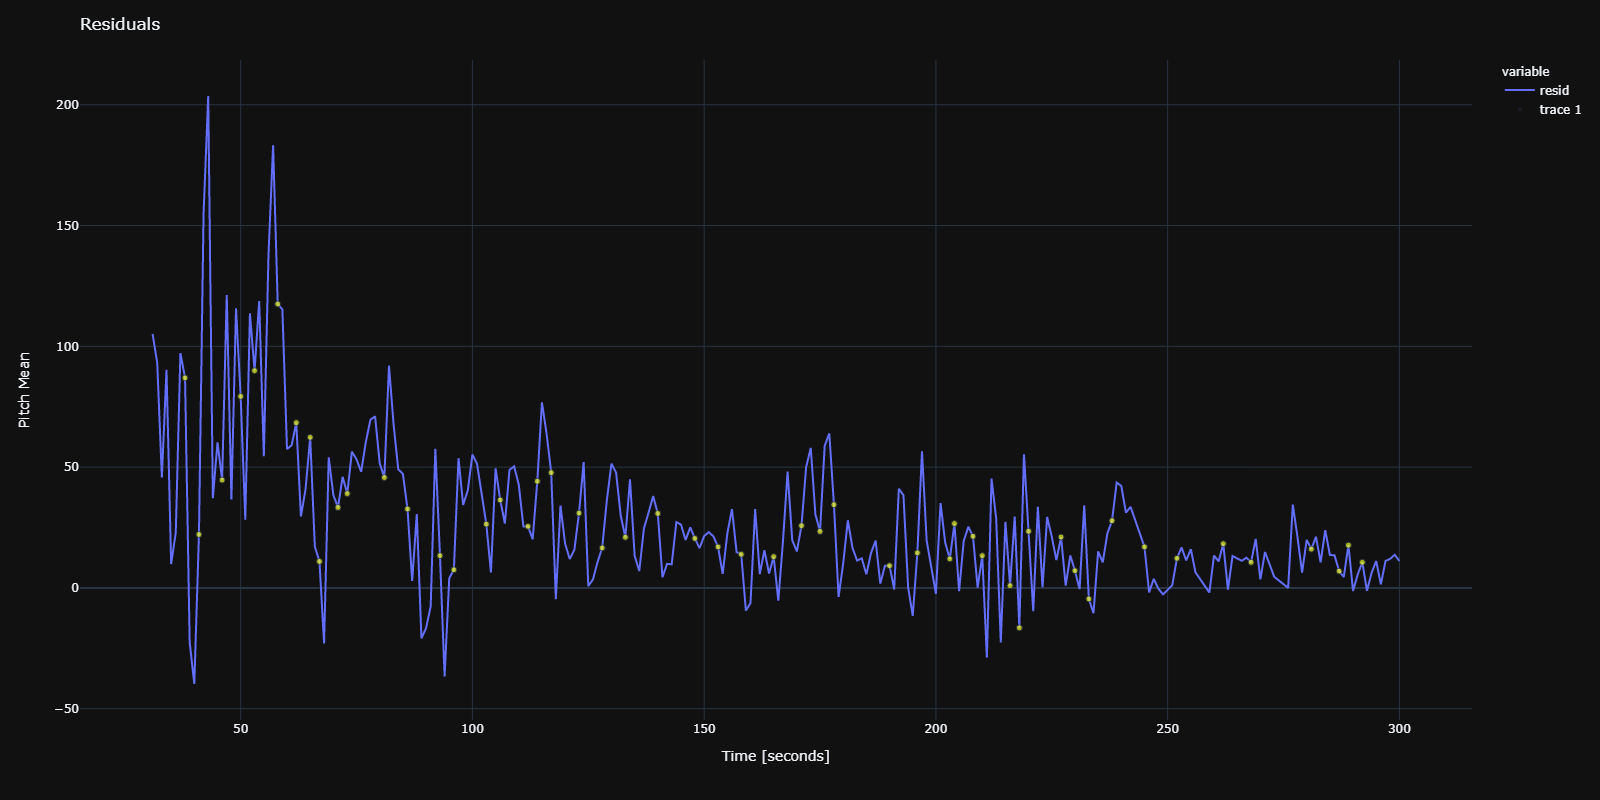 Residuals
variable
resid
trace 1
200
150
100
50
0
−50
Pitch Mean
50
100
150
200
250
300
Time [seconds]